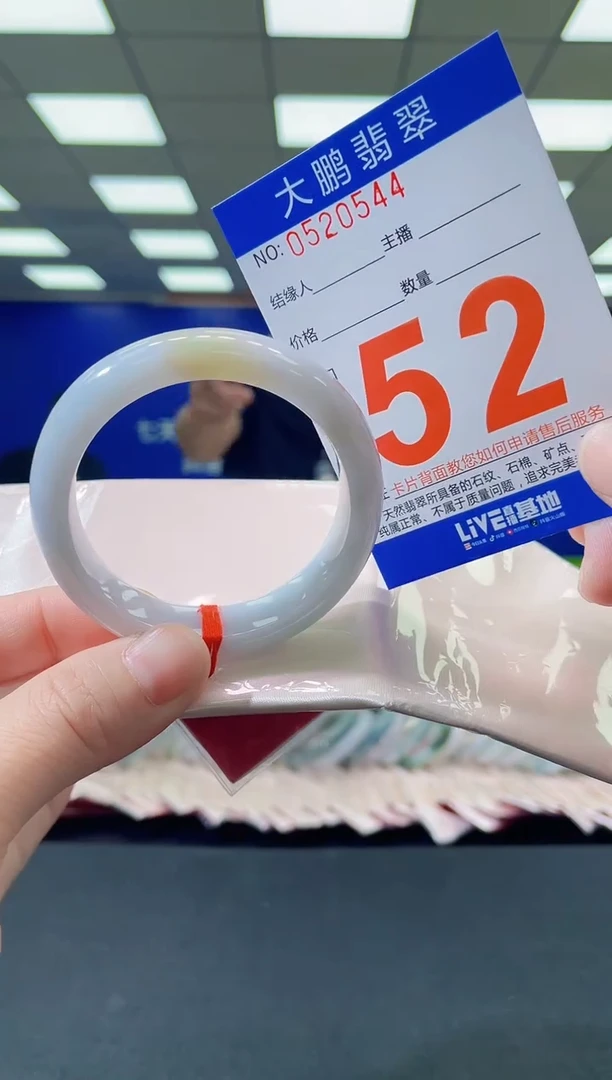 大鹏翡翠
NO: 0520544
结缘人 主播
价格 数量
52
卡片背面教您如何申请售后服务
天然翡翠所具备的石纹、石棉、矿点、
纯属正常、不属于质量问题，追求完美
LiVE 基地
七天